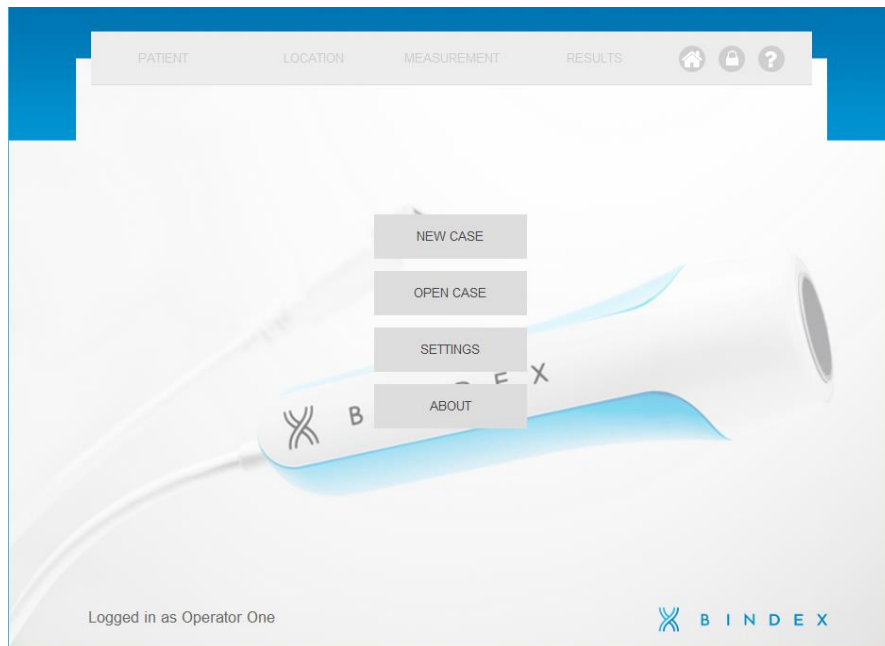 PATIENT LOCATION MEASUREMENT RESULTS ?
NEW CASE
OPEN CASE
SETTINGS
B E X
ABOUT
Logged in as Operator One
BINDEX